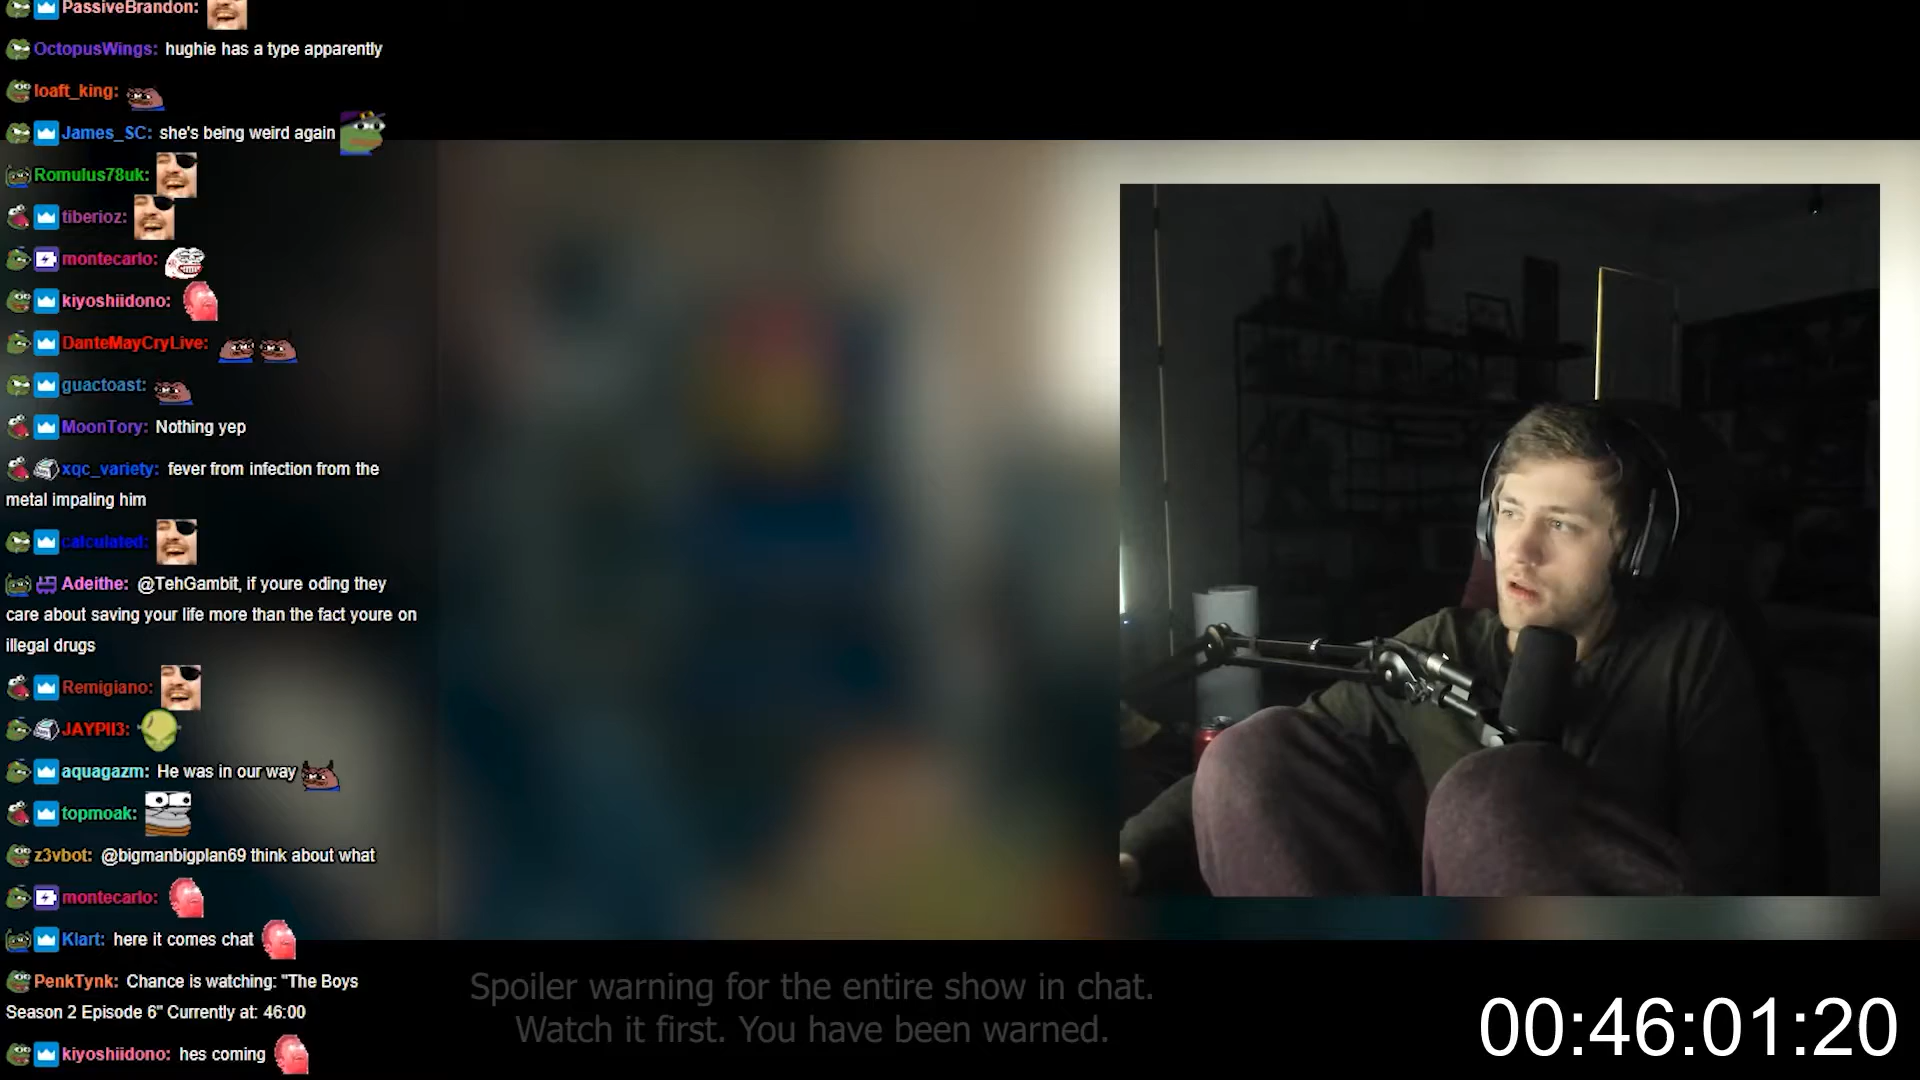 PassiveBrandon:
OctopusWings: hughie has a type apparently
loaft_king:
James_SC: she's being weird again
Romulus78uk:
tiberioz:
montecarlo:
kiyoshiidono:
DanteMayCryLive:
guactoast:
MoonTory: Nothing yep
xqc_variety: fever from infection from the
metal impaling him
calculated:
Adeithe: @TehGambit, if youre oding they
care about saving your life more than the fact youre on
illegal drugs
Remigiano:
JAYPII3:
aquagazm: He was in our way
topmoak:
z3vbot: @bigmanbigplan69 think about what
montecarlo:
Klart: here it comes chat
PenkTynk: Chance is watching: "The Boys
Season 2 Episode 6" Currently at: 46:00
kiyoshiidono: hes coming
Spoiler warning for the entire show in chat.
Watch it first. You have been warned.
00:46:01:20